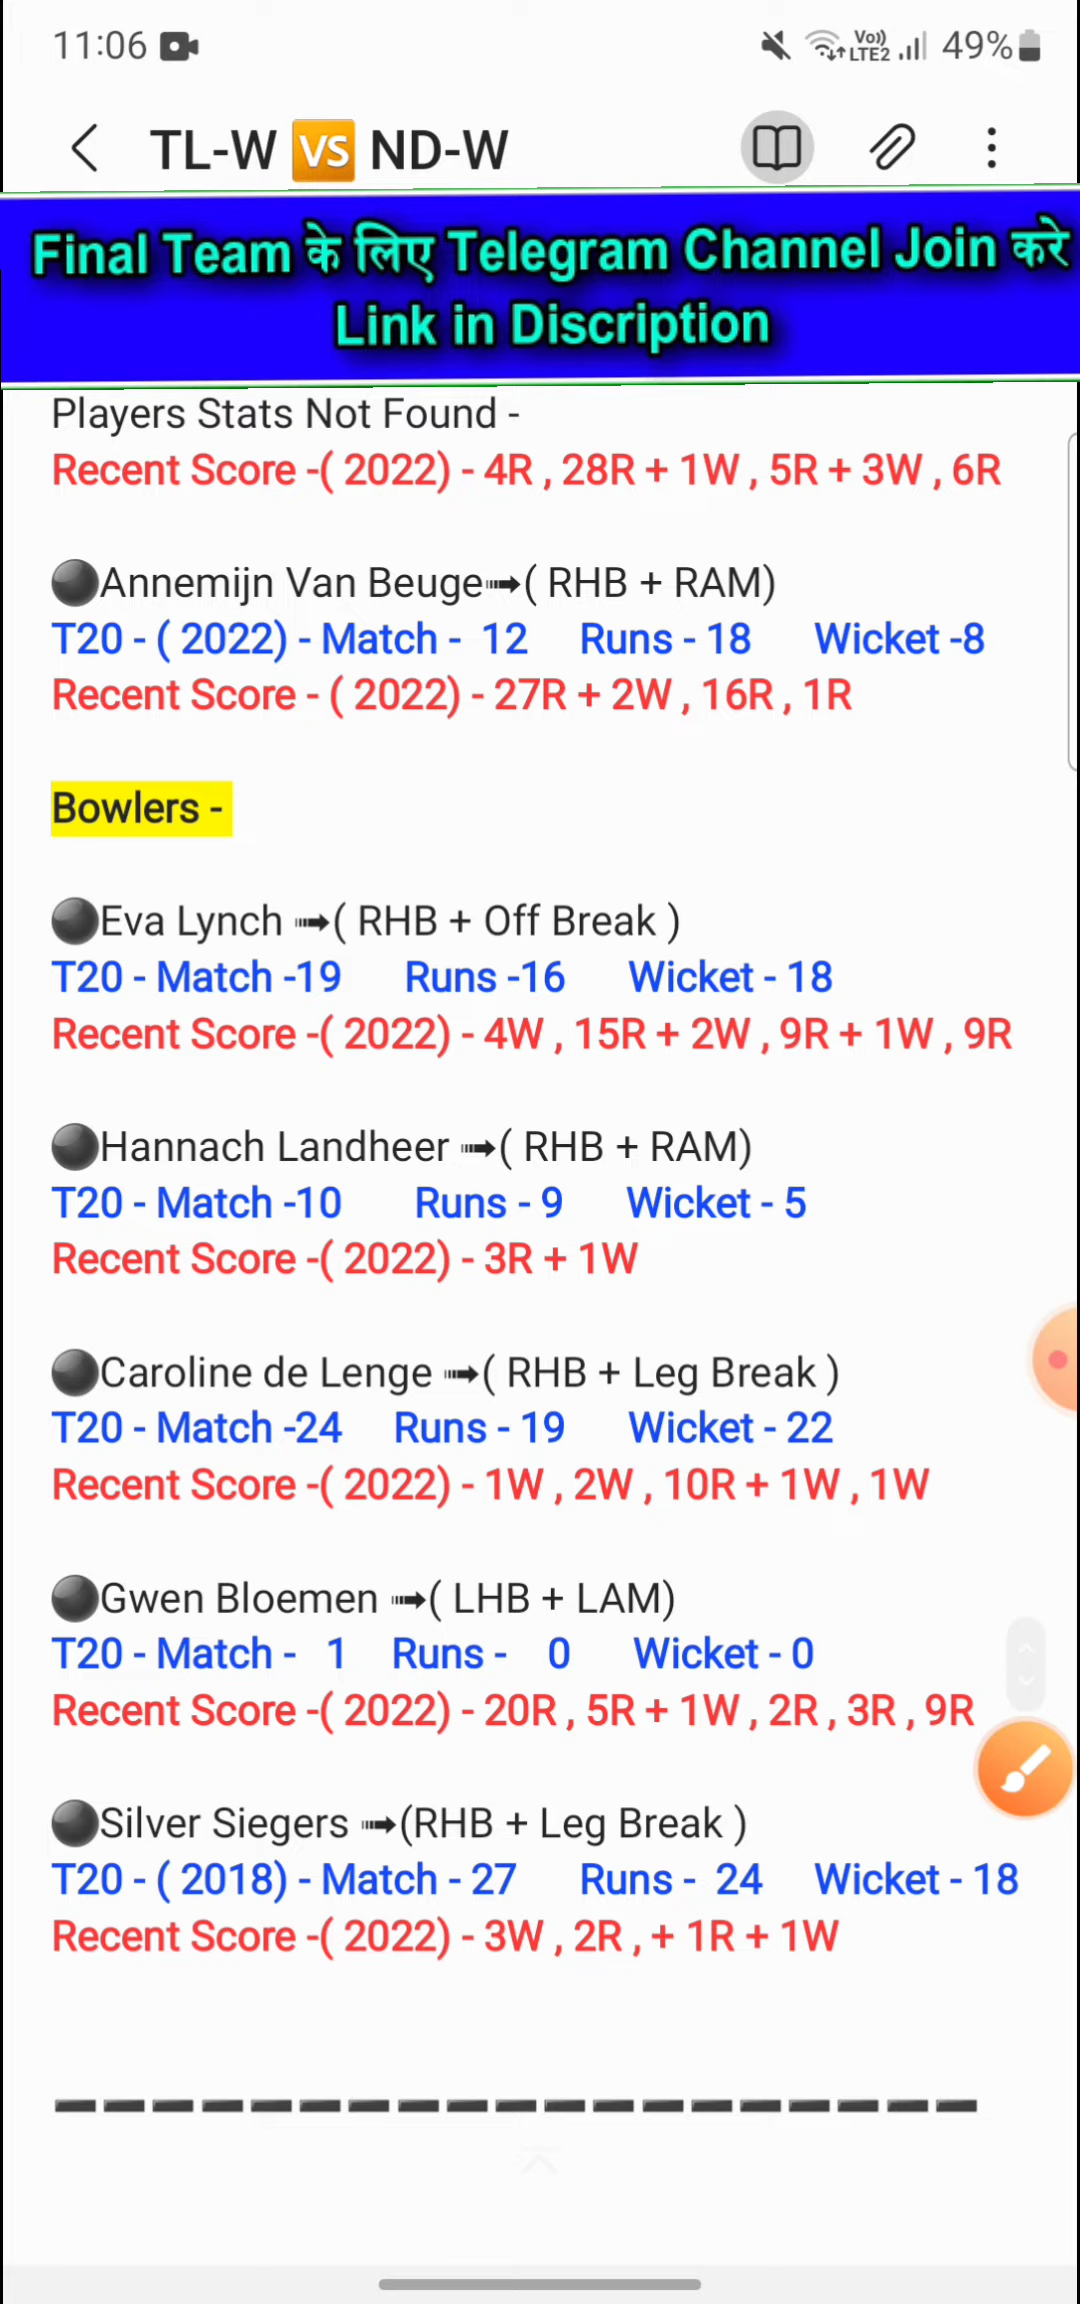 11:06 Vo)) LTE2 49%
TL-W VS ND-W
Final Team के लिए Telegram Channel Join करे
Link in Discription
Players Stats Not Found -
Recent Score -( 2022) - 4R , 28R + 1W , 5R + 3W , 6R
⚫Annemijn Van Beuge➟( RHB + RAM)
T20 - ( 2022) - Match - 12 Runs - 18 Wicket -8
Recent Score - ( 2022) - 27R + 2W , 16R , 1R
Bowlers -
⚫Eva Lynch ➟( RHB + Off Break )
T20 - Match -19 Runs -16 Wicket - 18
Recent Score -( 2022) - 4W , 15R + 2W , 9R + 1W , 9R
⚫Hannach Landheer ➟( RHB + RAM)
T20 - Match -10 Runs - 9 Wicket - 5
Recent Score -( 2022) - 3R + 1W
⚫Caroline de Lenge ➟( RHB + Leg Break )
T20 - Match -24 Runs - 19 Wicket - 22
Recent Score -( 2022) - 1W , 2W , 10R + 1W , 1W
⚫Gwen Bloemen ➟( LHB + LAM)
T20 - Match - 1 Runs - 0 Wicket - 0
Recent Score -( 2022) - 20R , 5R + 1W , 2R , 3R , 9R
⚫Silver Siegers ➟(RHB + Leg Break )
T20 - ( 2018) - Match - 27 Runs - 24 Wicket - 18
Recent Score -( 2022) - 3W , 2R , + 1R + 1W